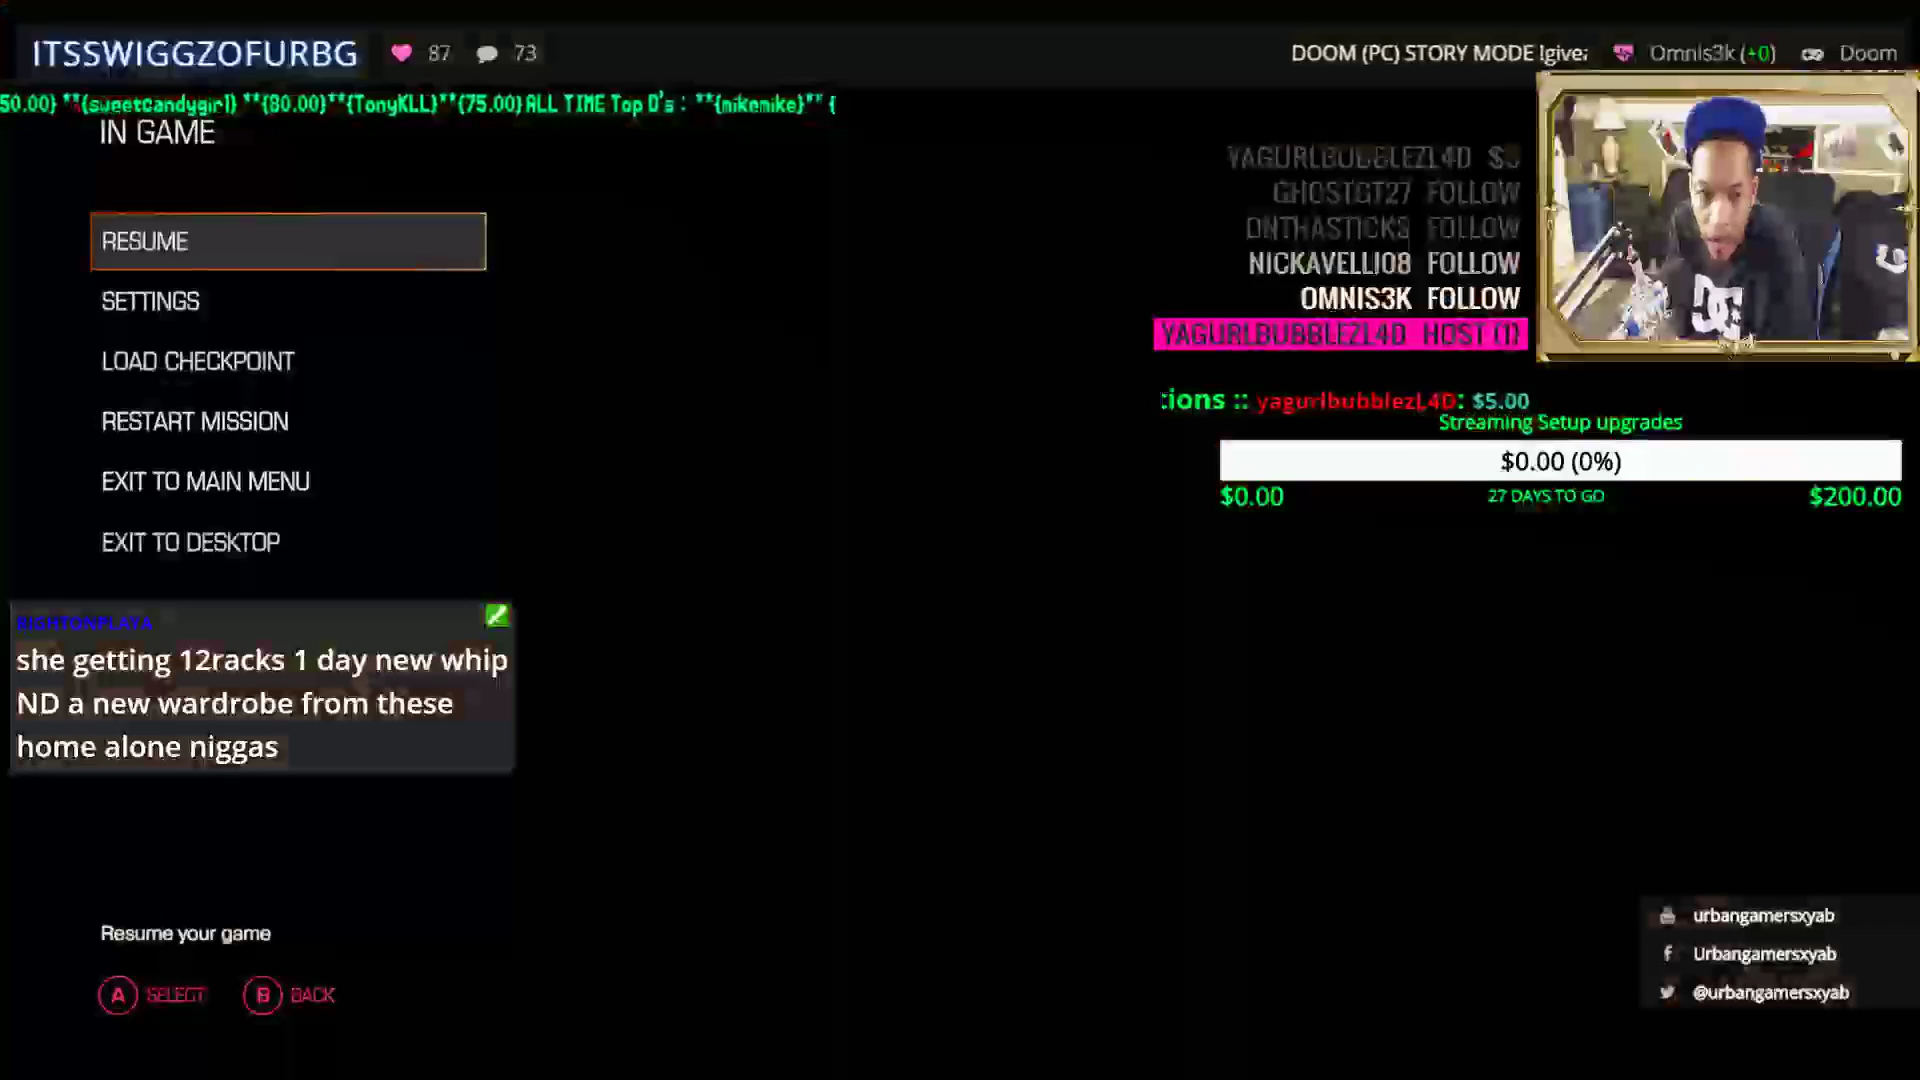 ITSSWIGGZOFURBG 87 73
DOOM (PC) STORY MODE !givea Omnis3k (+0) Doom
50.00} **{sweetcandygirl} **{80.00}**{TonyKLL}**{75.00} ALL TIME Top D's : **{mikemike}** {
IN GAME
RESUME
SETTINGS
LOAD CHECKPOINT
RESTART MISSION
EXIT TO MAIN MENU
EXIT TO DESKTOP
YAGURLBUBBLEZL4D
GHOSTGT27 FOLLOW
ONTHASTICKS FOLLOW
NICKAVELLI08 FOLLOW
OMNIS3K FOLLOW
YAGURLBUBBLEZL4D HOST (1)
tions :: yagurlbubblezL4D: $5.00
Streaming Setup upgrades
$0.00 (0%)
$0.00 27 DAYS TO GO $200.00
RIGHTONPLAYA
she getting 12racks 1 day new whip
ND a new wardrobe from these
home alone niggas
Resume your game
A SELECT B BACK
urbangamersxyab
Urbangamersxyab
@urbangamersxyab